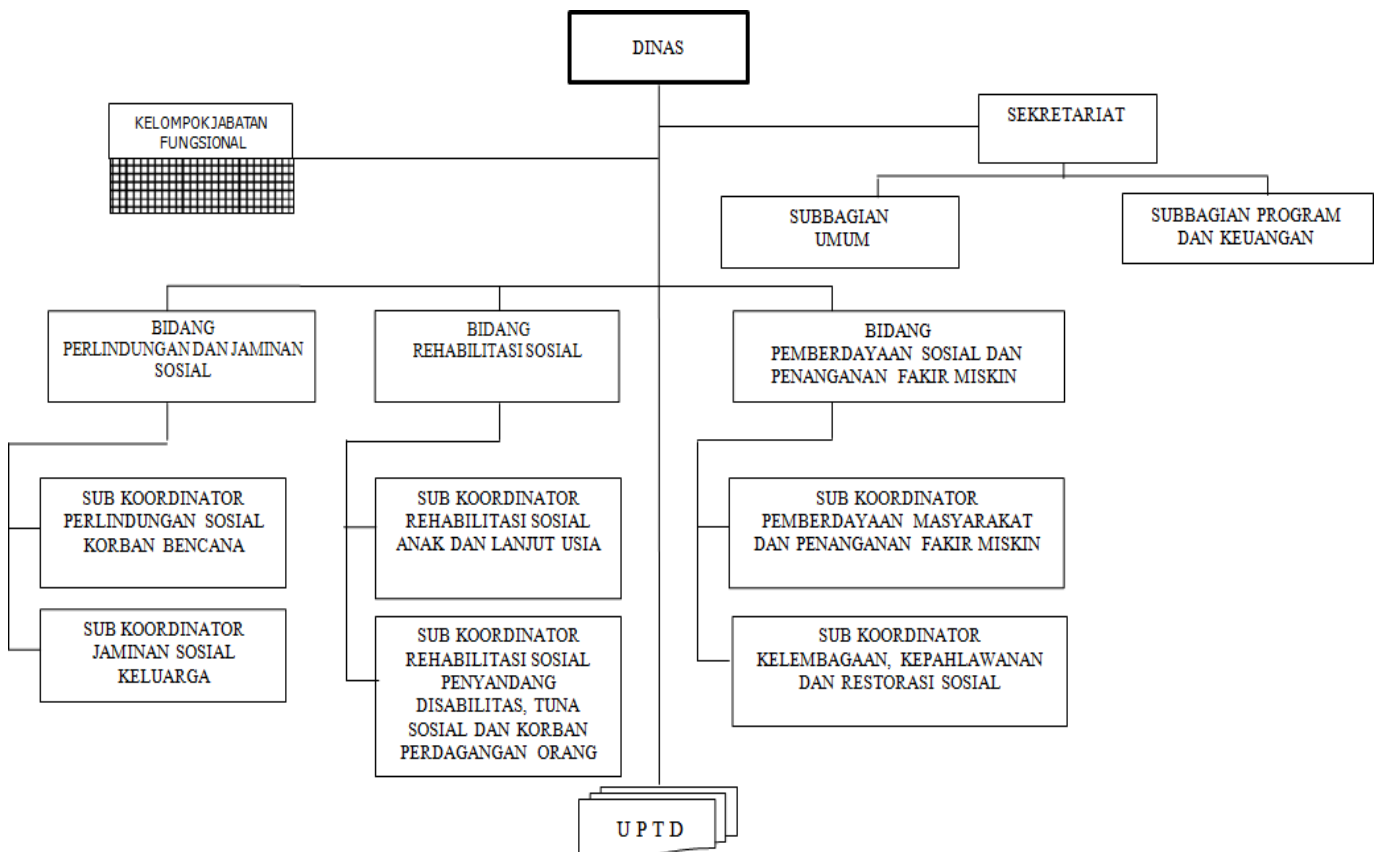 DINAS
KELOMPOK JABATAN
FUNGSIONAL
SEKRETARIAT
SUBBAGIAN
UMUM
SUBBAGIAN PROGRAM
DAN KEUANGAN
BIDANG
PERLINDUNGAN DAN JAMINAN
SOSIAL
BIDANG
REHABILITASI SOSIAL
BIDANG
PEMBERDAYAAN SOSIAL DAN
PENANGANAN FAKIR MISKIN
SUB KOORDINATOR
PERLINDUNGAN SOSIAL
KORBAN BENCANA
SUB KOORDINATOR
REHABILITASI SOSIAL
ANAK DAN LANJUT USIA
SUB KOORDINATOR
PEMBERDAYAAN MASYARAKAT
DAN PENANGANAN FAKIR MISKIN
SUB KOORDINATOR
JAMINAN SOSIAL
KELUARGA
SUB KOORDINATOR
REHABILITASI SOSIAL
PENYANDANG
DISABILITAS, TUNA
SOSIAL DAN KORBAN
PERDAGANGAN ORANG
SUB KOORDINATOR
KELEMBAGAAN, KEPAHLAWANAN
DAN RESTORASI SOSIAL
U P T D